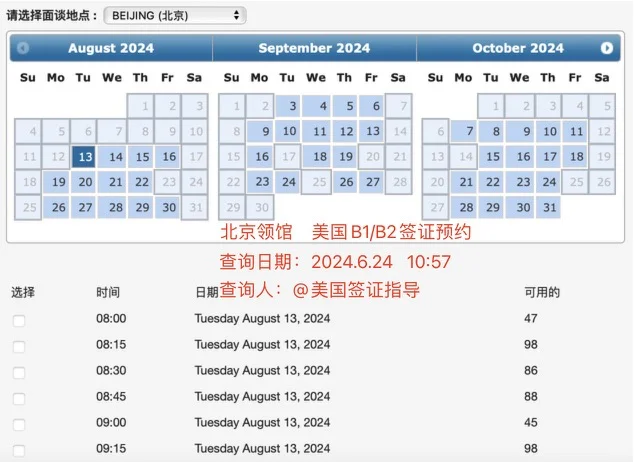 请选择面谈地点： BEIJING (北京)
August 2024 September 2024 October 2024
Su Mo Tu We Th Fr Sa Su Mo Tu We Th Fr Sa Su Mo Tu We Th Fr Sa
1 2 3 1 2 3 4 5 6 7 1 2 3 4 5
4 5 6 7 8 9 10 8 9 10 11 12 13 14 6 7 8 9 10 11 12
11 12 13 14 15 16 17 15 16 17 18 19 20 21 13 14 15 16 17 18 19
18 19 20 21 22 23 24 22 23 24 25 26 27 28 20 21 22 23 24 25 26
25 26 27 28 29 30 31 29 30 27 28 29 30 31
北京领馆 美国B1/B2签证预约
查询日期：2024.6.24 10:57
查询人：@美国签证指导
选择 时间 日期 可用的
08:00 Tuesday August 13, 2024 47
08:15 Tuesday August 13, 2024 98
08:30 Tuesday August 13, 2024 86
08:45 Tuesday August 13, 2024 88
09:00 Tuesday August 13, 2024 45
09:15 Tuesday August 13, 2024 98